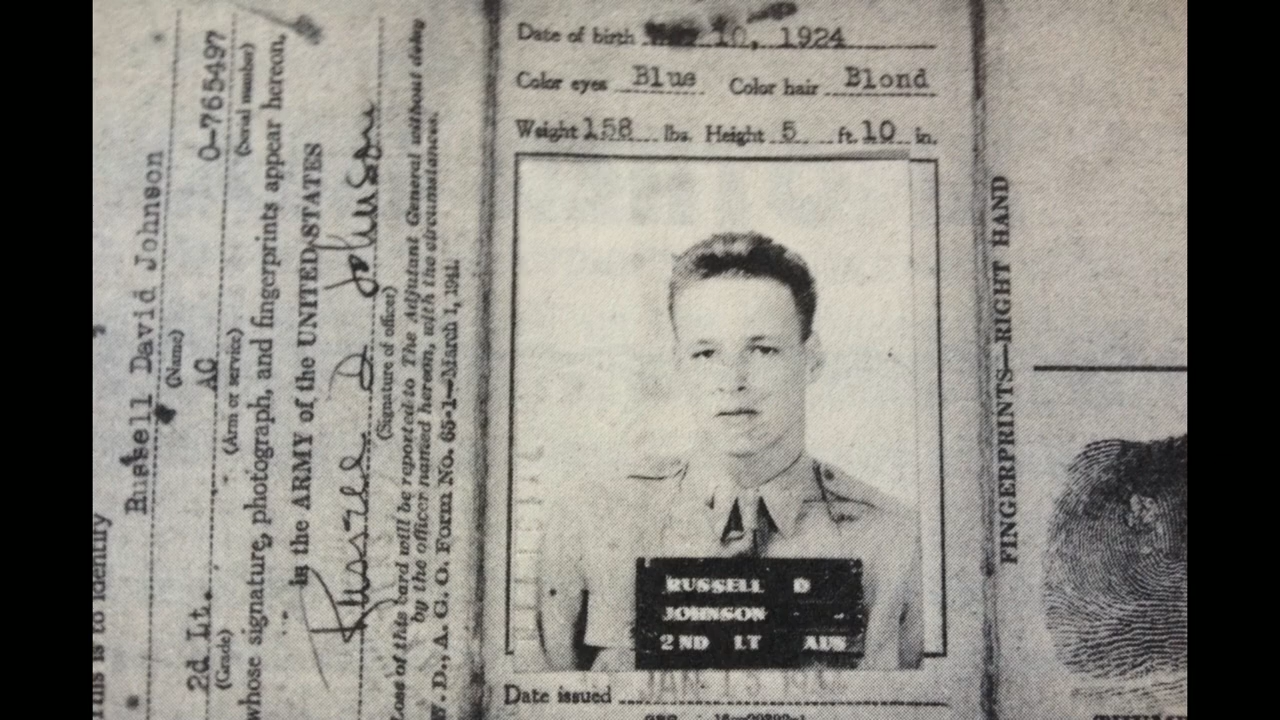 This is to identify
Russell David Johnson
(Name)
2d Lt. AC O-765497
(Grade) (Arm or service) (Serial number)
whose signature, photograph, and fingerprints appear hereon,
in the ARMY of the UNITED STATES
Russell D Johnson
(Signature of officer)
Loss of this card will be reported to The Adjutant General without delay
by the officer named hereon, with the circumstances.
W. D., A. G. O. Form No. 65-1—March 1, 1941.
Date of birth 10, 1924
Color eyes Blue Color hair Blond
Weight 158 lbs. Height 5 ft. 10 in.
RUSSELL D
JOHNSON
2ND LT AUS
Date issued JAN 13
FINGERPRINTS—RIGHT HAND